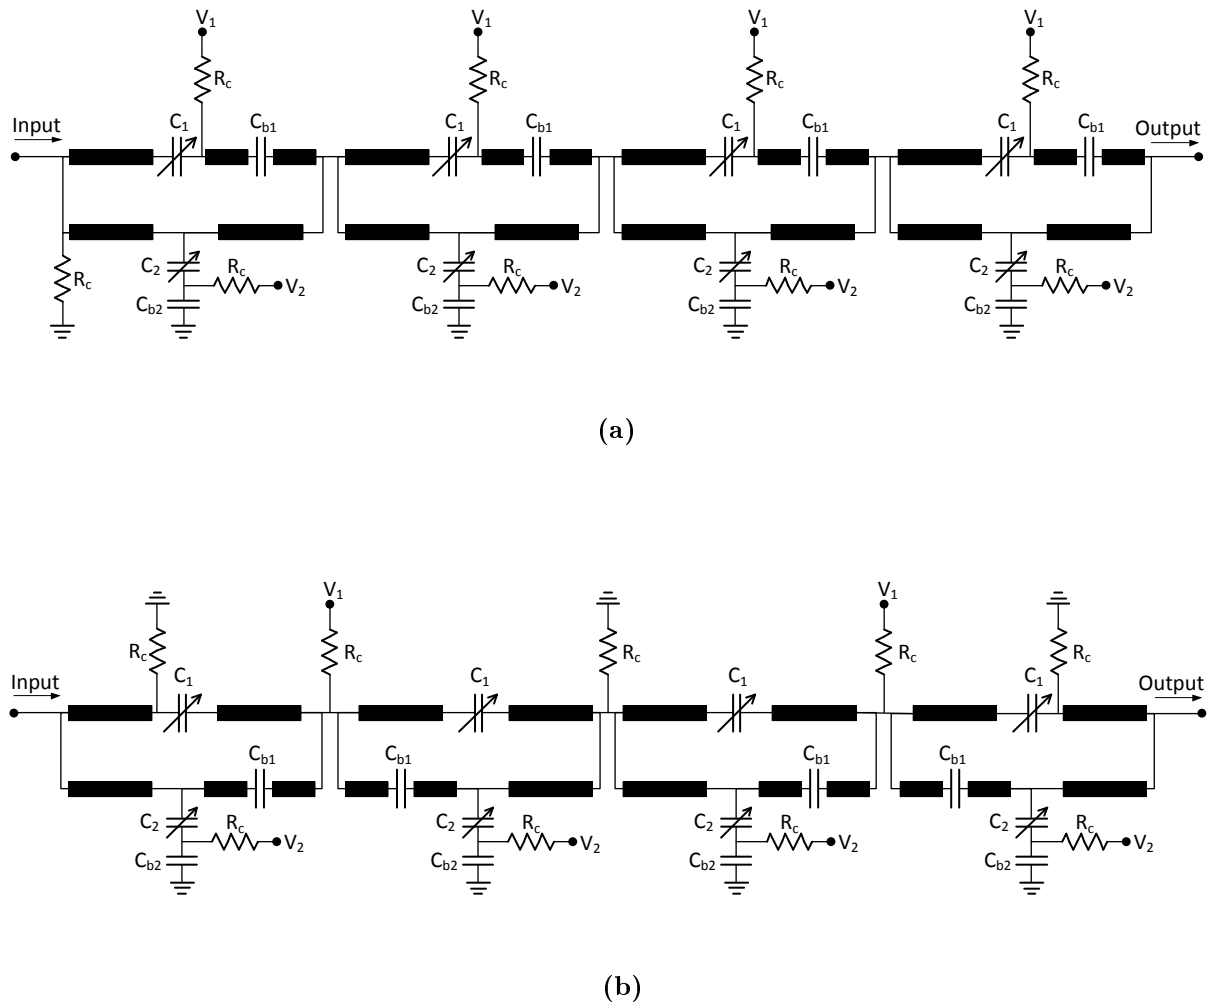 V1 V1 V1 V1
Rc Rc Rc Rc
Input C1 Cb1 C1 Cb1 C1 Cb1 C1 Cb1 Output
Rc C2 Rc V2 C2 Rc V2 C2 Rc V2 C2 Rc V2
Cb2 Cb2 Cb2 Cb2
(a)
V1 V1
Rc Rc Rc Rc Rc
Input C1 C1 C1 C1 Output
Cb1 Cb1 Cb1 Cb1
C2 Rc V2 C2 Rc V2 C2 Rc V2 C2 Rc V2
Cb2 Cb2 Cb2 Cb2
(b)